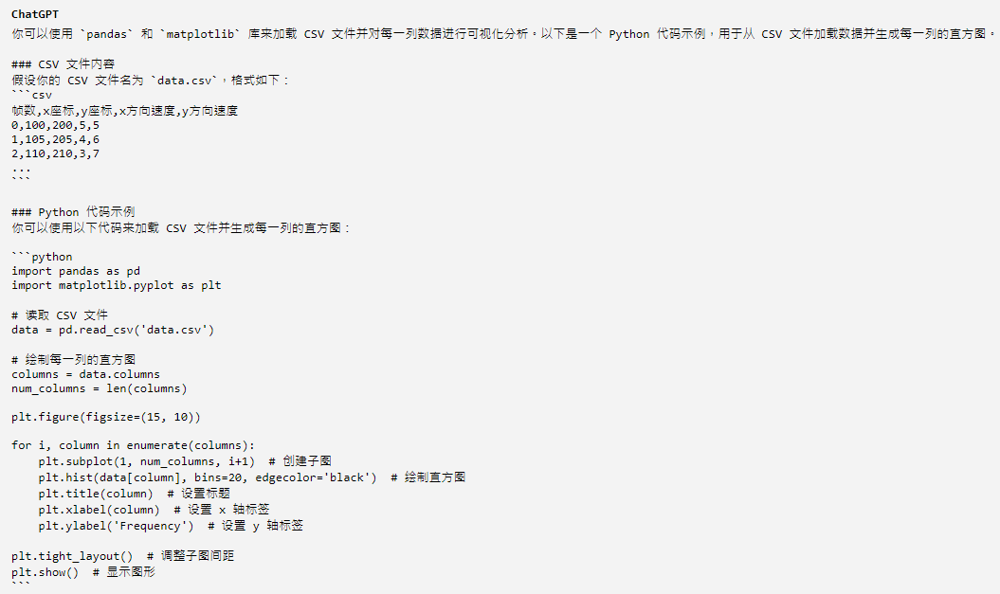 ChatGPT
你可以使用 `pandas` 和 `matplotlib` 库来加载 CSV 文件并对每一列数据进行可视化分析。以下是一个 Python 代码示例，用于从 CSV 文件加载数据并生成每一列的直方图。
### CSV 文件内容
假设你的 CSV 文件名为 `data.csv`，格式如下：
```csv
帧数,x座标,y座标,x方向速度,y方向速度
0,100,200,5,5
1,105,205,4,6
2,110,210,3,7
...
```
### Python 代码示例
你可以使用以下代码来加载 CSV 文件并生成每一列的直方图：
```python
import pandas as pd
import matplotlib.pyplot as plt
# 读取 CSV 文件
data = pd.read_csv('data.csv')
# 绘制每一列的直方图
columns = data.columns
num_columns = len(columns)
plt.figure(figsize=(15, 10))
for i, column in enumerate(columns):
    plt.subplot(1, num_columns, i+1)  # 创建子图
    plt.hist(data[column], bins=20, edgecolor='black')  # 绘制直方图
    plt.title(column)  # 设置标题
    plt.xlabel(column)  # 设置 x 轴标签
    plt.ylabel('Frequency')  # 设置 y 轴标签
plt.tight_layout()  # 调整子图间距
plt.show()  # 显示图形
```